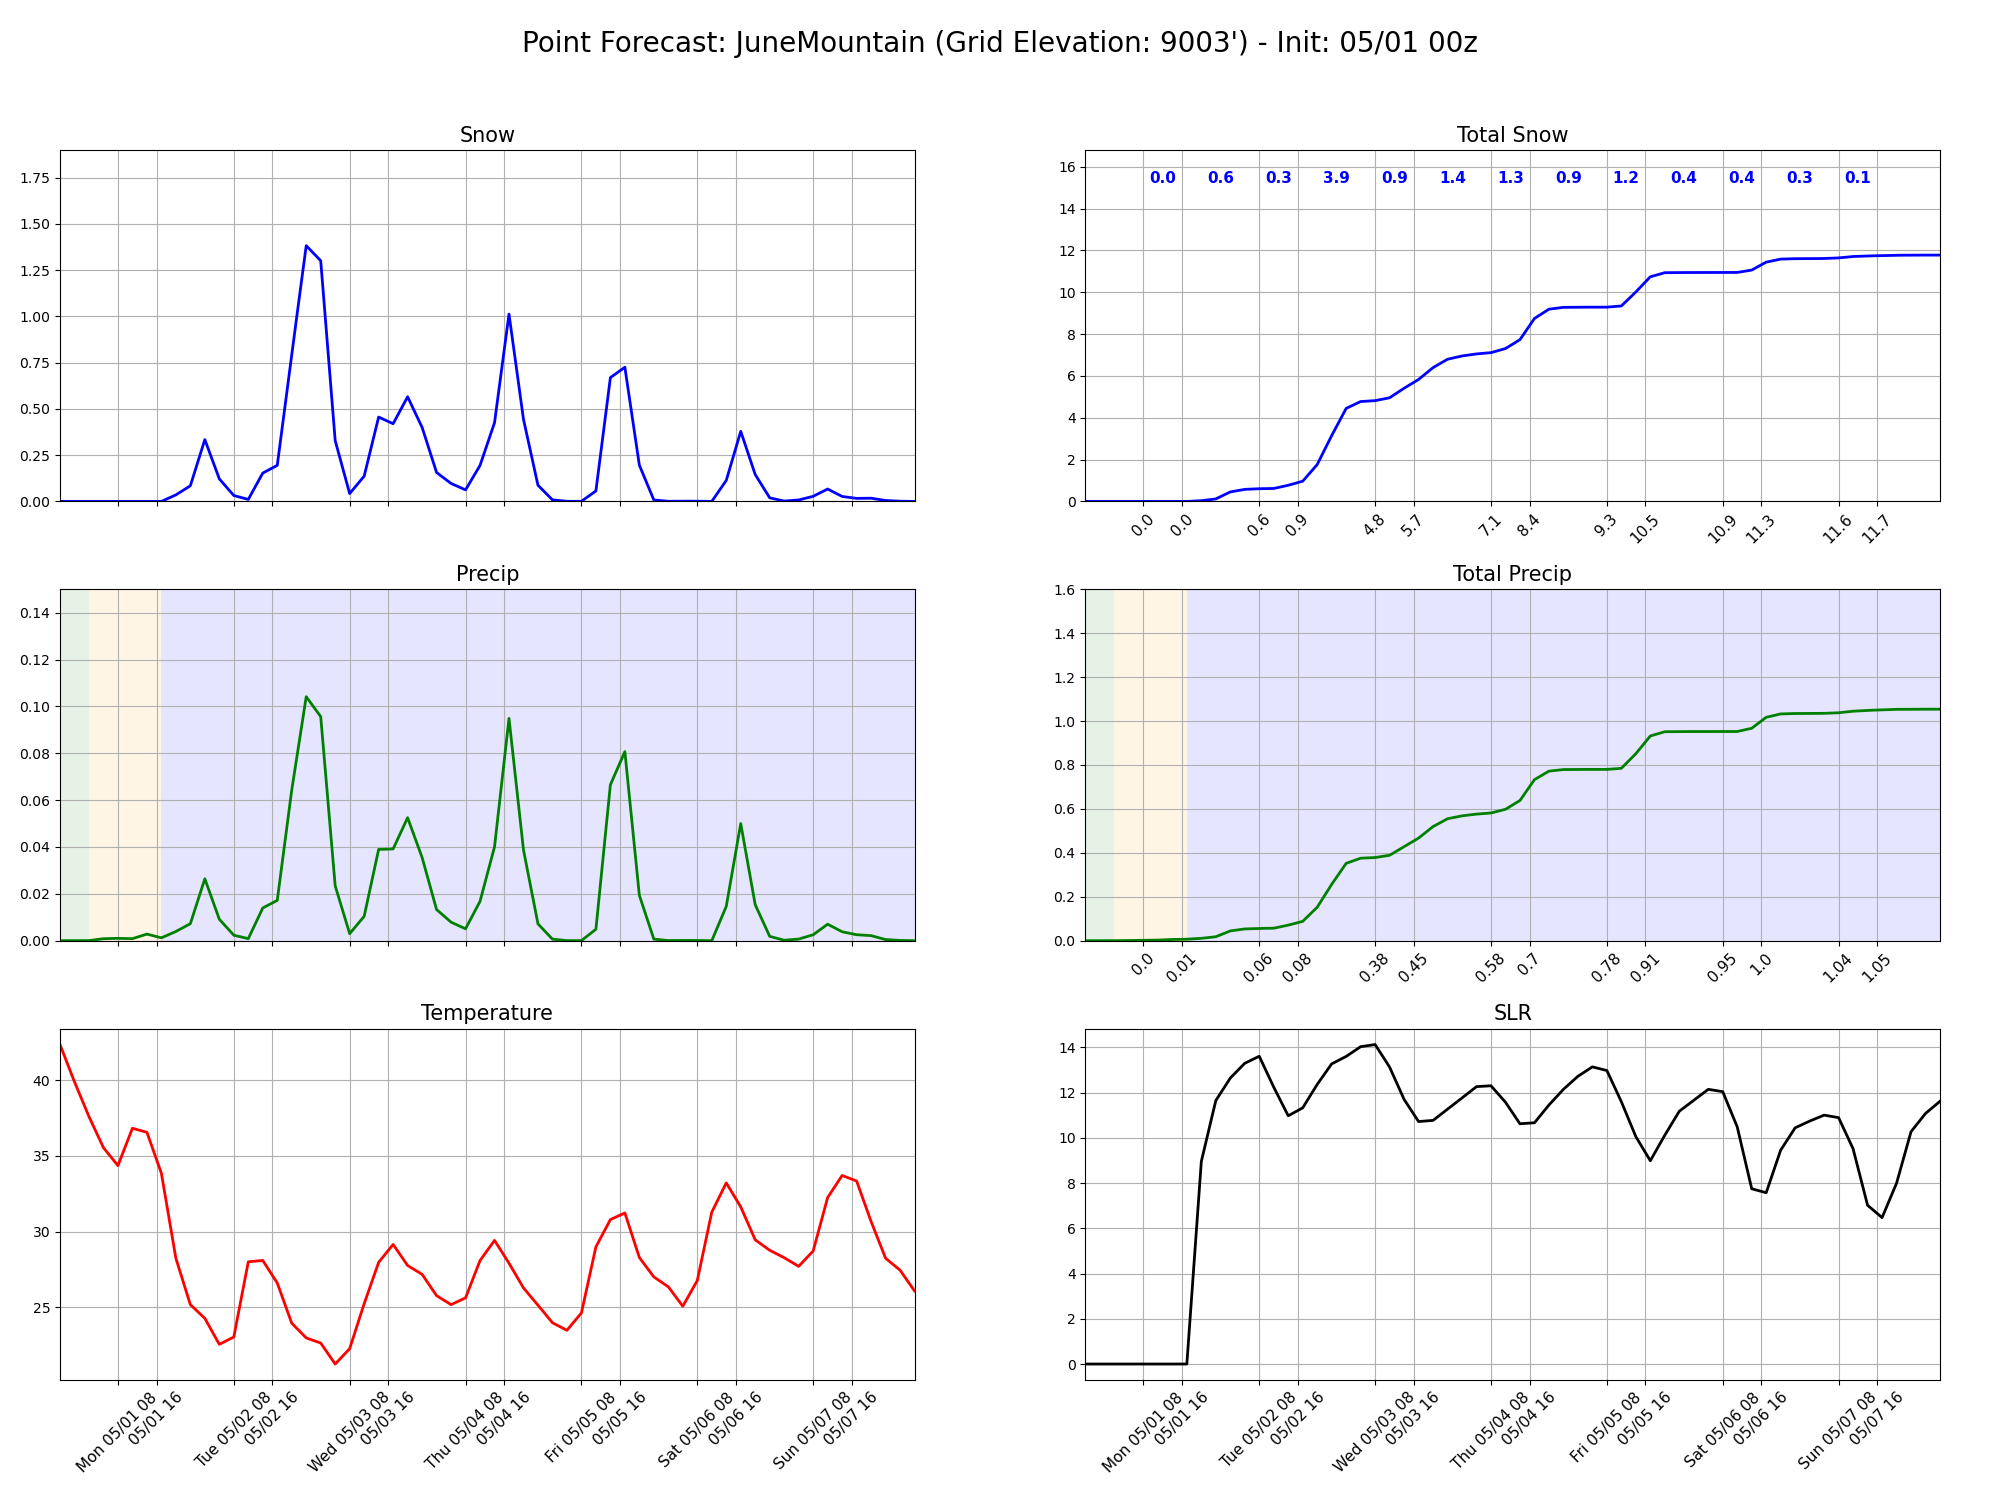 Point Forecast: JuneMountain (Grid Elevation: 9003') - Init: 05/01 00z
Snow
1.75
1.50
1.25
1.00
0.75
0.50
0.25
0.00
Total Snow
16
14
12
10
8
6
4
2
0
0.0 0.6 0.3 3.9 0.9 1.4 1.3 0.9 1.2 0.4 0.4 0.3 0.1
0.0 0.0 0.6 0.9 4.8 5.7 7.1 8.4 9.3 10.5 10.9 11.3 11.6 11.7
Precip
0.14
0.12
0.10
0.08
0.06
0.04
0.02
0.00
Total Precip
1.6
1.4
1.2
1.0
0.8
0.6
0.4
0.2
0.0
0.0 0.01 0.06 0.08 0.38 0.45 0.58 0.7 0.78 0.91 0.95 1.0 1.04 1.05
Temperature
40
35
30
25
Mon 05/01 08
05/01 16
Tue 05/02 08
05/02 16
Wed 05/03 08
05/03 16
Thu 05/04 08
05/04 16
Fri 05/05 08
05/05 16
Sat 05/06 08
05/06 16
Sun 05/07 08
05/07 16
SLR
14
12
10
8
6
4
2
0
Mon 05/01 08
05/01 16
Tue 05/02 08
05/02 16
Wed 05/03 08
05/03 16
Thu 05/04 08
05/04 16
Fri 05/05 08
05/05 16
Sat 05/06 08
05/06 16
Sun 05/07 08
05/07 16